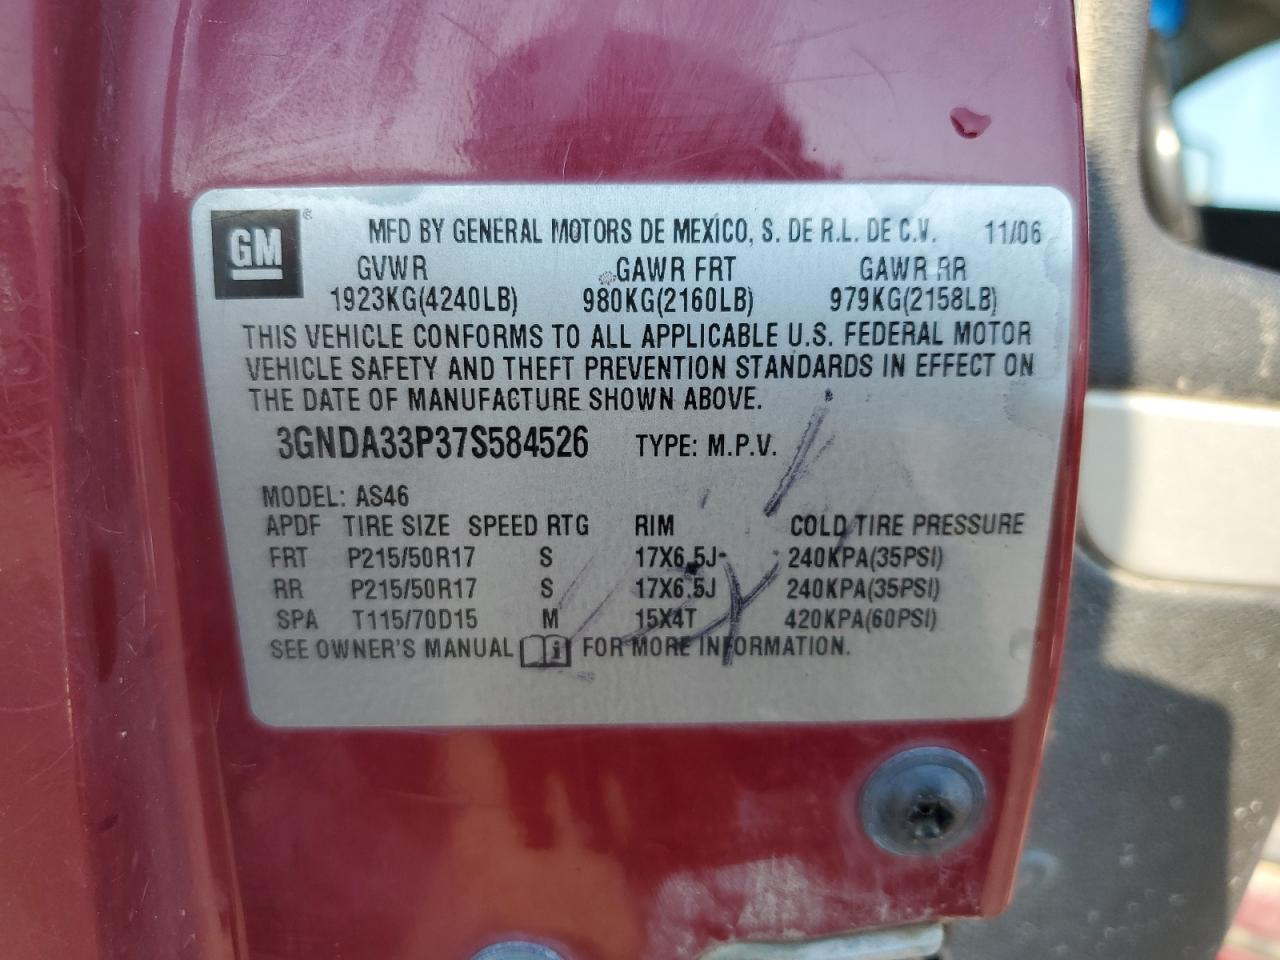 GM ® MFD BY GENERAL MOTORS DE MEXICO, S. DE R.L. DE C.V. 11/06
GVWR GAWR FRT GAWR RR
1923KG(4240LB) 980KG(2160LB) 979KG(2158LB)
THIS VEHICLE CONFORMS TO ALL APPLICABLE U.S. FEDERAL MOTOR
VEHICLE SAFETY AND THEFT PREVENTION STANDARDS IN EFFECT ON
THE DATE OF MANUFACTURE SHOWN ABOVE.
3GNDA33P37S584526 TYPE: M.P.V.
MODEL: AS46
APDF TIRE SIZE SPEED RTG RIM COLD TIRE PRESSURE
FRT P215/50R17 S 17X6.5J 240KPA(35PSI)
RR P215/50R17 S 17X6.5J 240KPA(35PSI)
SPA T115/70D15 M 15X4T 420KPA(60PSI)
SEE OWNER'S MANUAL i FOR MORE INFORMATION.